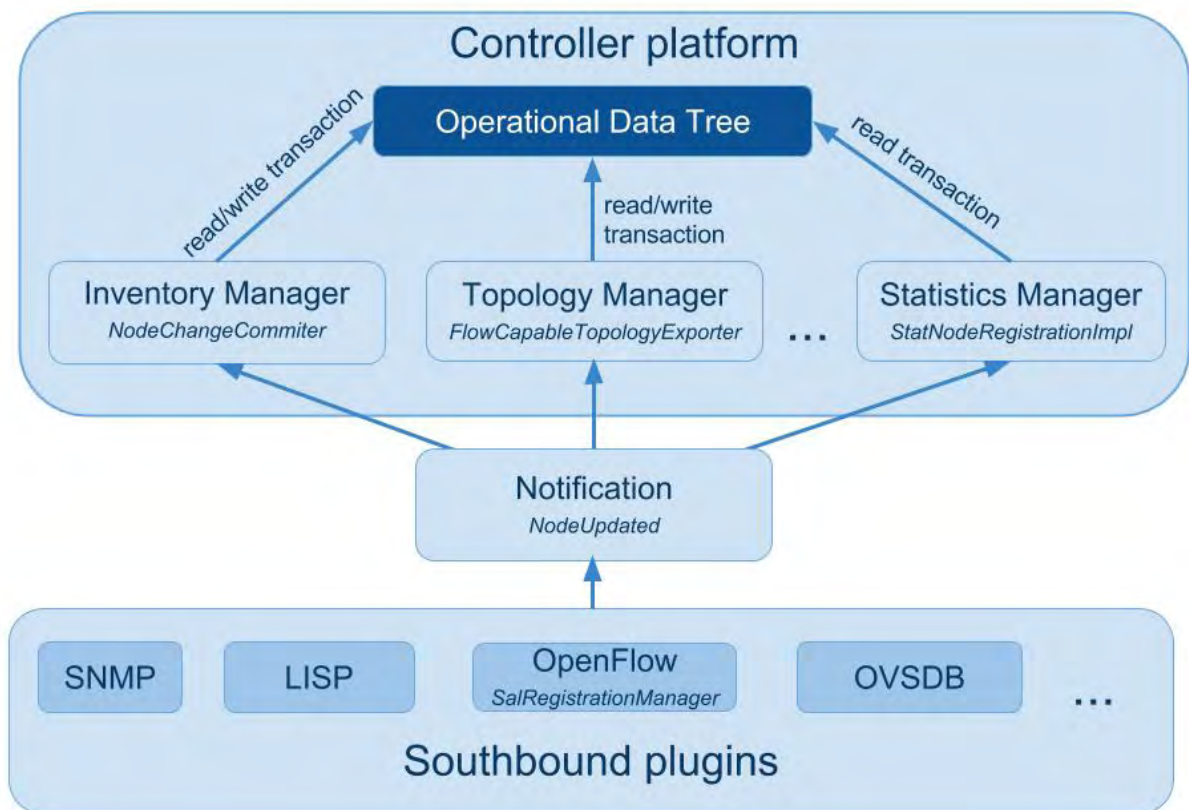 Controller platform
Operational Data Tree
read/write transaction
read/write
transaction
read transaction
Inventory Manager
NodeChangeCommiter
Topology Manager
FlowCapableTopologyExporter
...
Statistics Manager
StatNodeRegistrationImpl
Notification
NodeUpdated
SNMP
LISP
OpenFlow
SalRegistrationManager
OVSDB
...
Southbound plugins